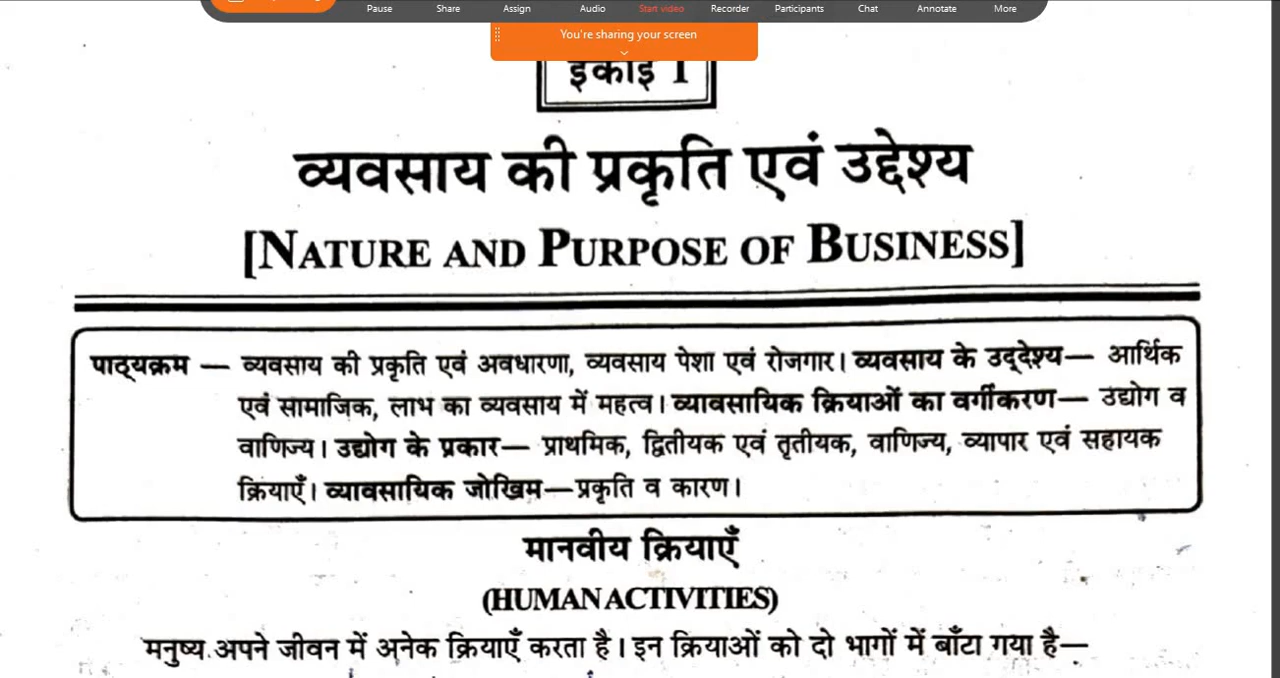 Pause Share Assign Audio Start video Recorder Participants Chat Annotate More
You're sharing your screen
इकाई 1
व्यवसाय की प्रकृति एवं उद्देश्य
[NATURE AND PURPOSE OF BUSINESS]
पाठ्यक्रम — व्यवसाय की प्रकृति एवं अवधारणा, व्यवसाय पेशा एवं रोजगार। व्यवसाय के उद्देश्य— आर्थिक
एवं सामाजिक, लाभ का व्यवसाय में महत्व। व्यावसायिक क्रियाओं का वर्गीकरण— उद्योग व
वाणिज्य। उद्योग के प्रकार— प्राथमिक, द्वितीयक एवं तृतीयक, वाणिज्य, व्यापार एवं सहायक
क्रियाएँ। व्यावसायिक जोखिम—प्रकृति व कारण।
मानवीय क्रियाएँ
(HUMAN ACTIVITIES)
मनुष्य अपने जीवन में अनेक क्रियाएँ करता है। इन क्रियाओं को दो भागों में बाँटा गया है—